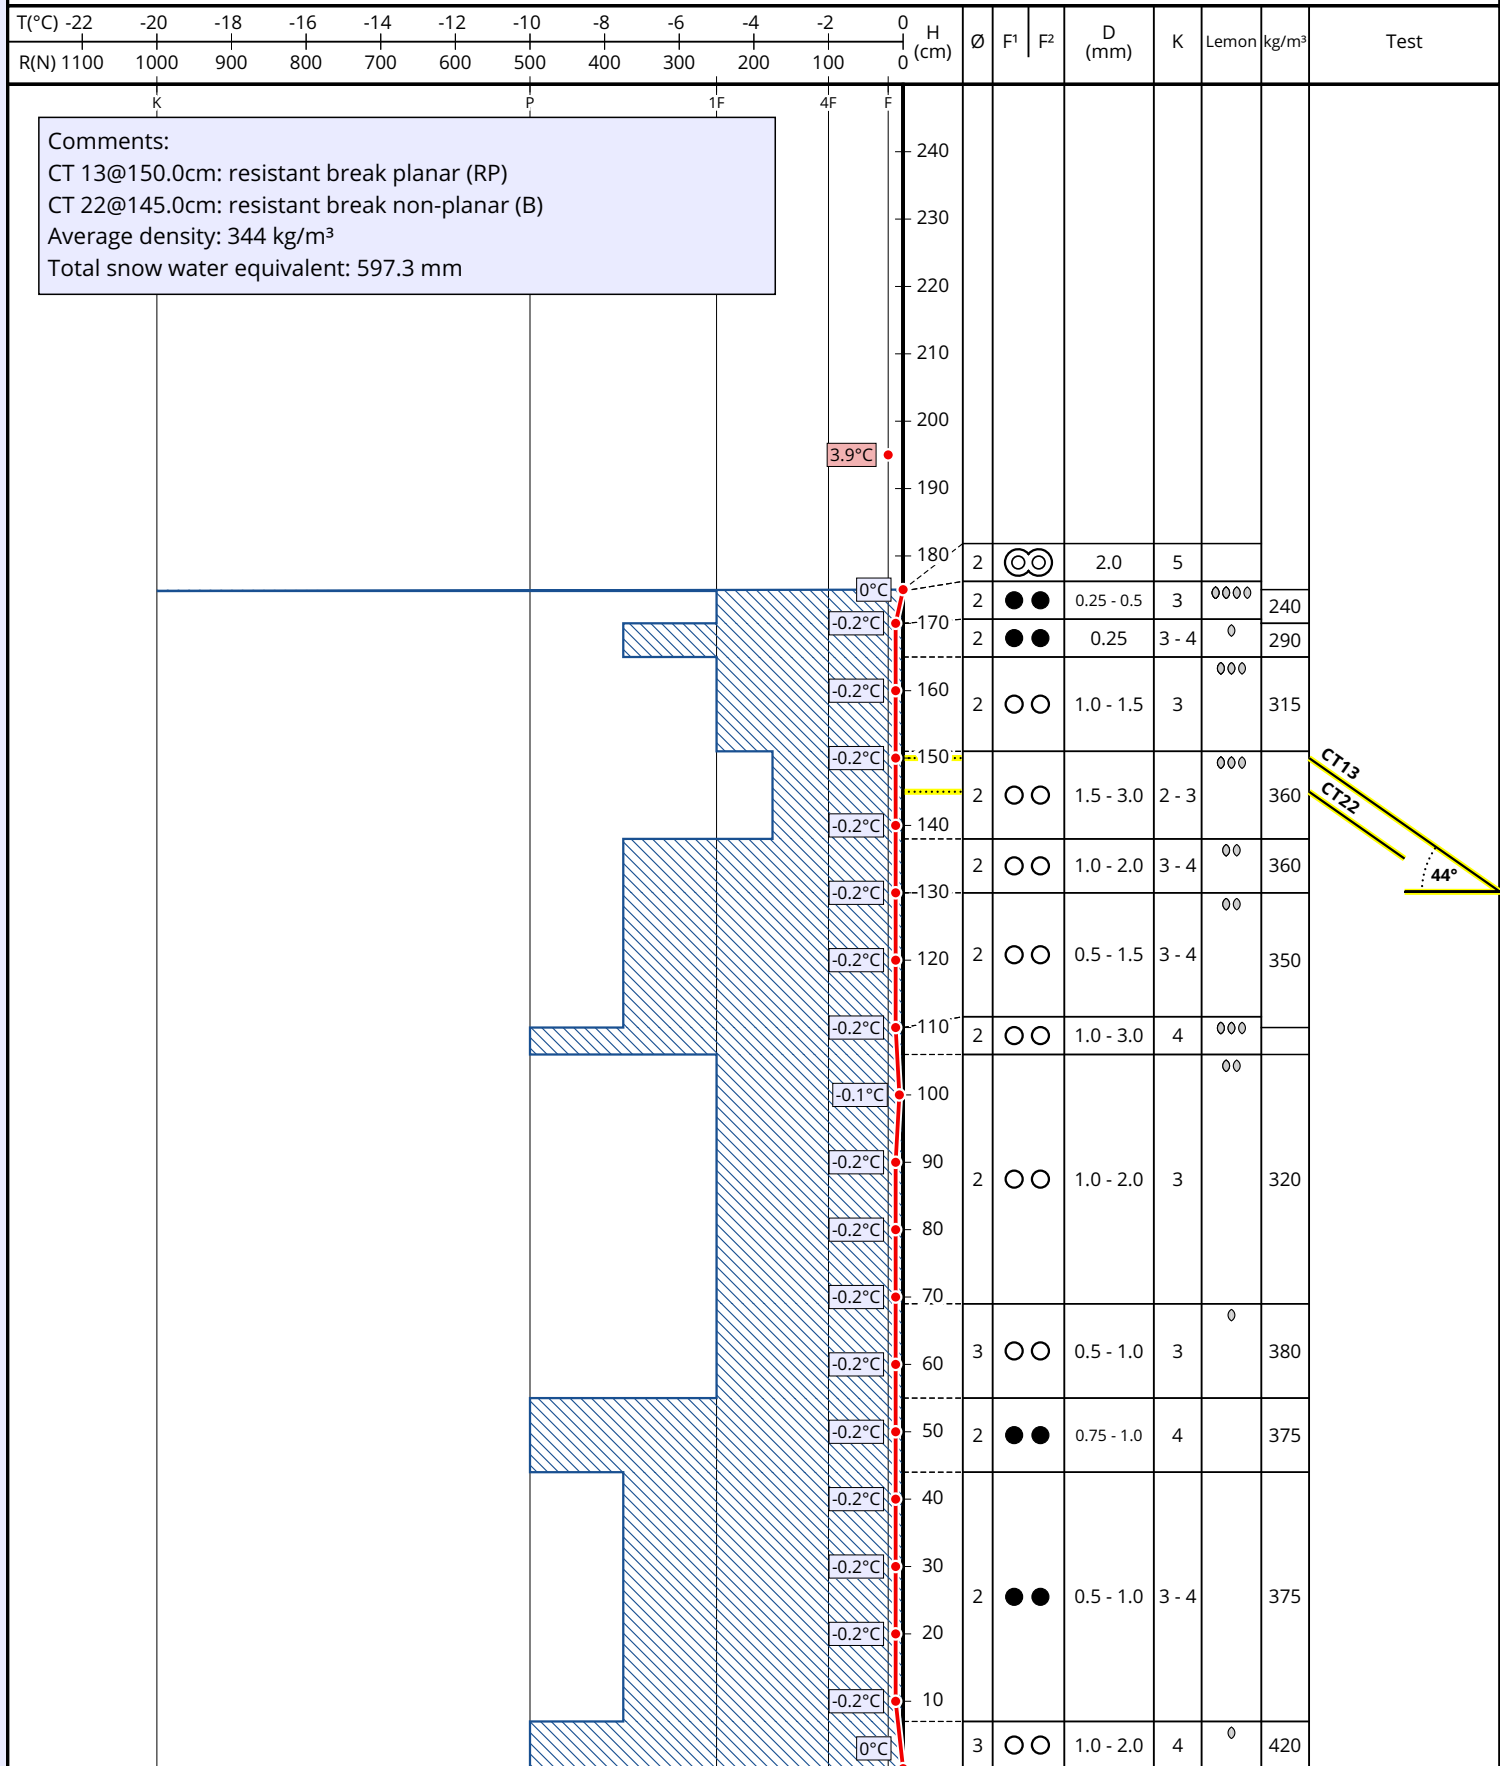 T(°C) -22 -20 -18 -16 -14 -12 -10 -8 -6 -4 -2 0
R(N) 1100 1000 900 800 700 600 500 400 300 200 100 0
H (cm) Ø F¹ F² D (mm) K Lemon kg/m³ Test
K P 1F 4F F
Comments:
CT 13@150.0cm: resistant break planar (RP)
CT 22@145.0cm: resistant break non-planar (B)
Average density: 344 kg/m³
Total snow water equivalent: 597.3 mm
240
230
220
210
200
3.9°C
190
180
2 2.0 5
0°C
2 0.25 - 0.5 3 240
-0.2°C 170
2 0.25 3 - 4 290
-0.2°C 160
2 1.0 - 1.5 3 315
-0.2°C 150
CT13
CT22
2 1.5 - 3.0 2 - 3 360
-0.2°C 140
2 1.0 - 2.0 3 - 4 360
44°
-0.2°C 130
2 0.5 - 1.5 3 - 4 350
-0.2°C 120
-0.2°C 110
2 1.0 - 3.0 4
-0.1°C 100
-0.2°C 90
2 1.0 - 2.0 3 320
-0.2°C 80
-0.2°C 70
3 0.5 - 1.0 3 380
-0.2°C 60
-0.2°C 50
2 0.75 - 1.0 4 375
-0.2°C 40
-0.2°C 30
2 0.5 - 1.0 3 - 4 375
-0.2°C 20
-0.2°C 10
0°C
3 1.0 - 2.0 4 420